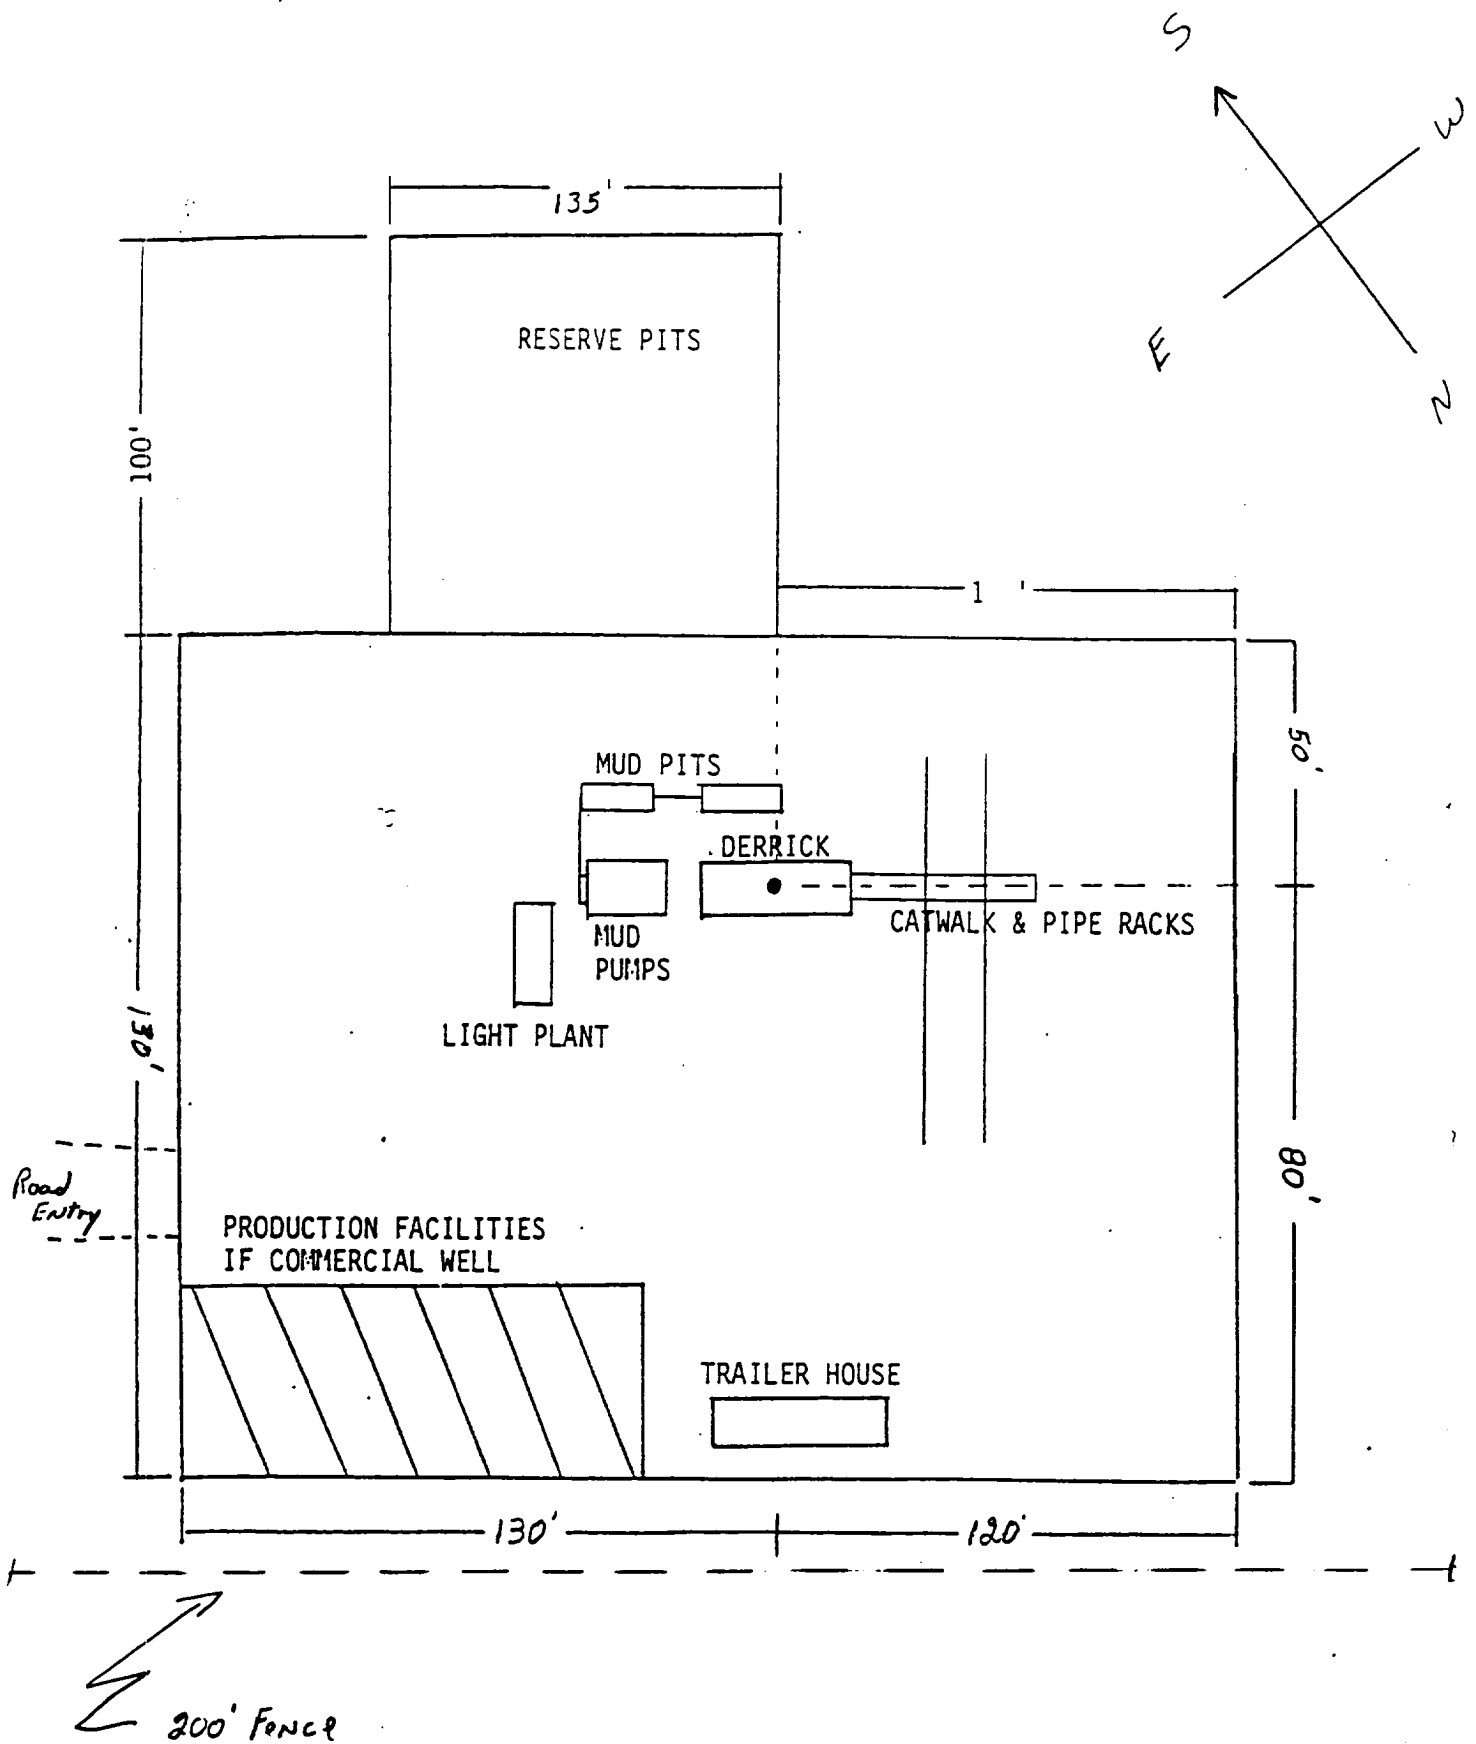 S
W
E
N
135'
RESERVE PITS
100'
1 '
50'
MUD PITS
DERRICK
CATWALK & PIPE RACKS
MUD
PUMPS
LIGHT PLANT
130'
80'
Road
Entry
PRODUCTION FACILITIES
IF COMMERCIAL WELL
TRAILER HOUSE
130'
120'
200' Fence